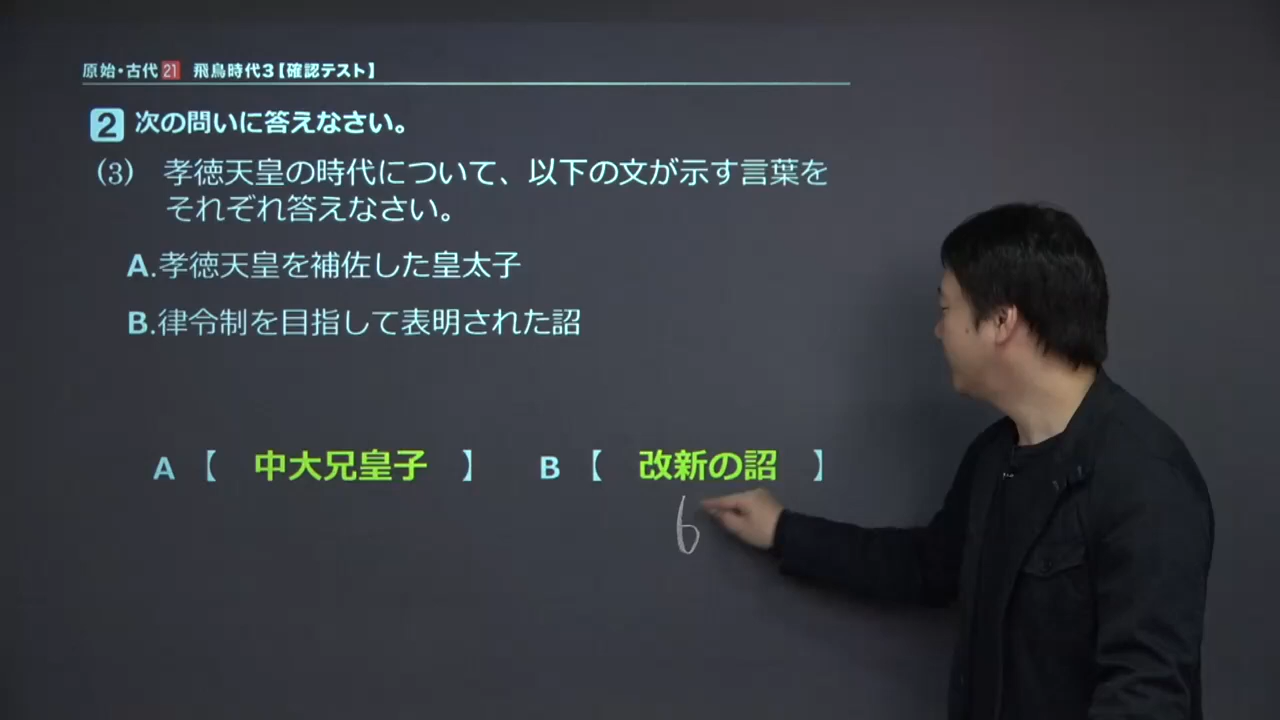 原始・古代21 飛鳥時代3【確認テスト】
2 次の問いに答えなさい。
(3) 孝徳天皇の時代について、以下の文が示す言葉を
それぞれ答えなさい。
A.孝徳天皇を補佐した皇太子
B.律令制を目指して表明された詔
A【 中大兄皇子 】 B【 改新の詔 】
6